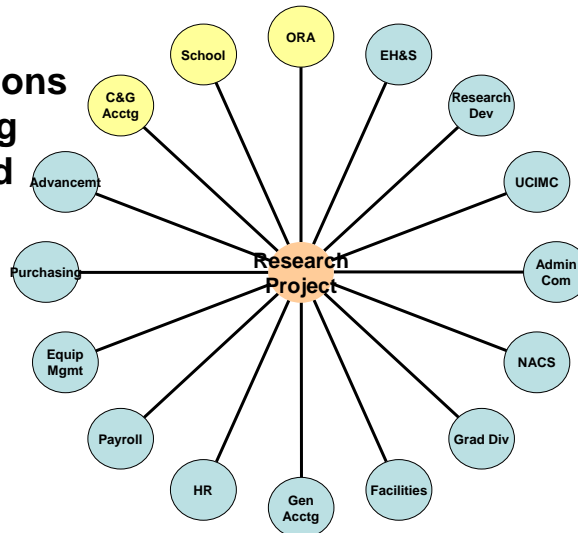 ons
g
d
ORA
School
EH&S
C&G
Acctg
Research
Dev
Advancemt
UCIMC
Purchasing
Research
Project
Admin
Com
Equip
Mgmt
NACS
Payroll
Grad Div
HR
Gen
Acctg
Facilities